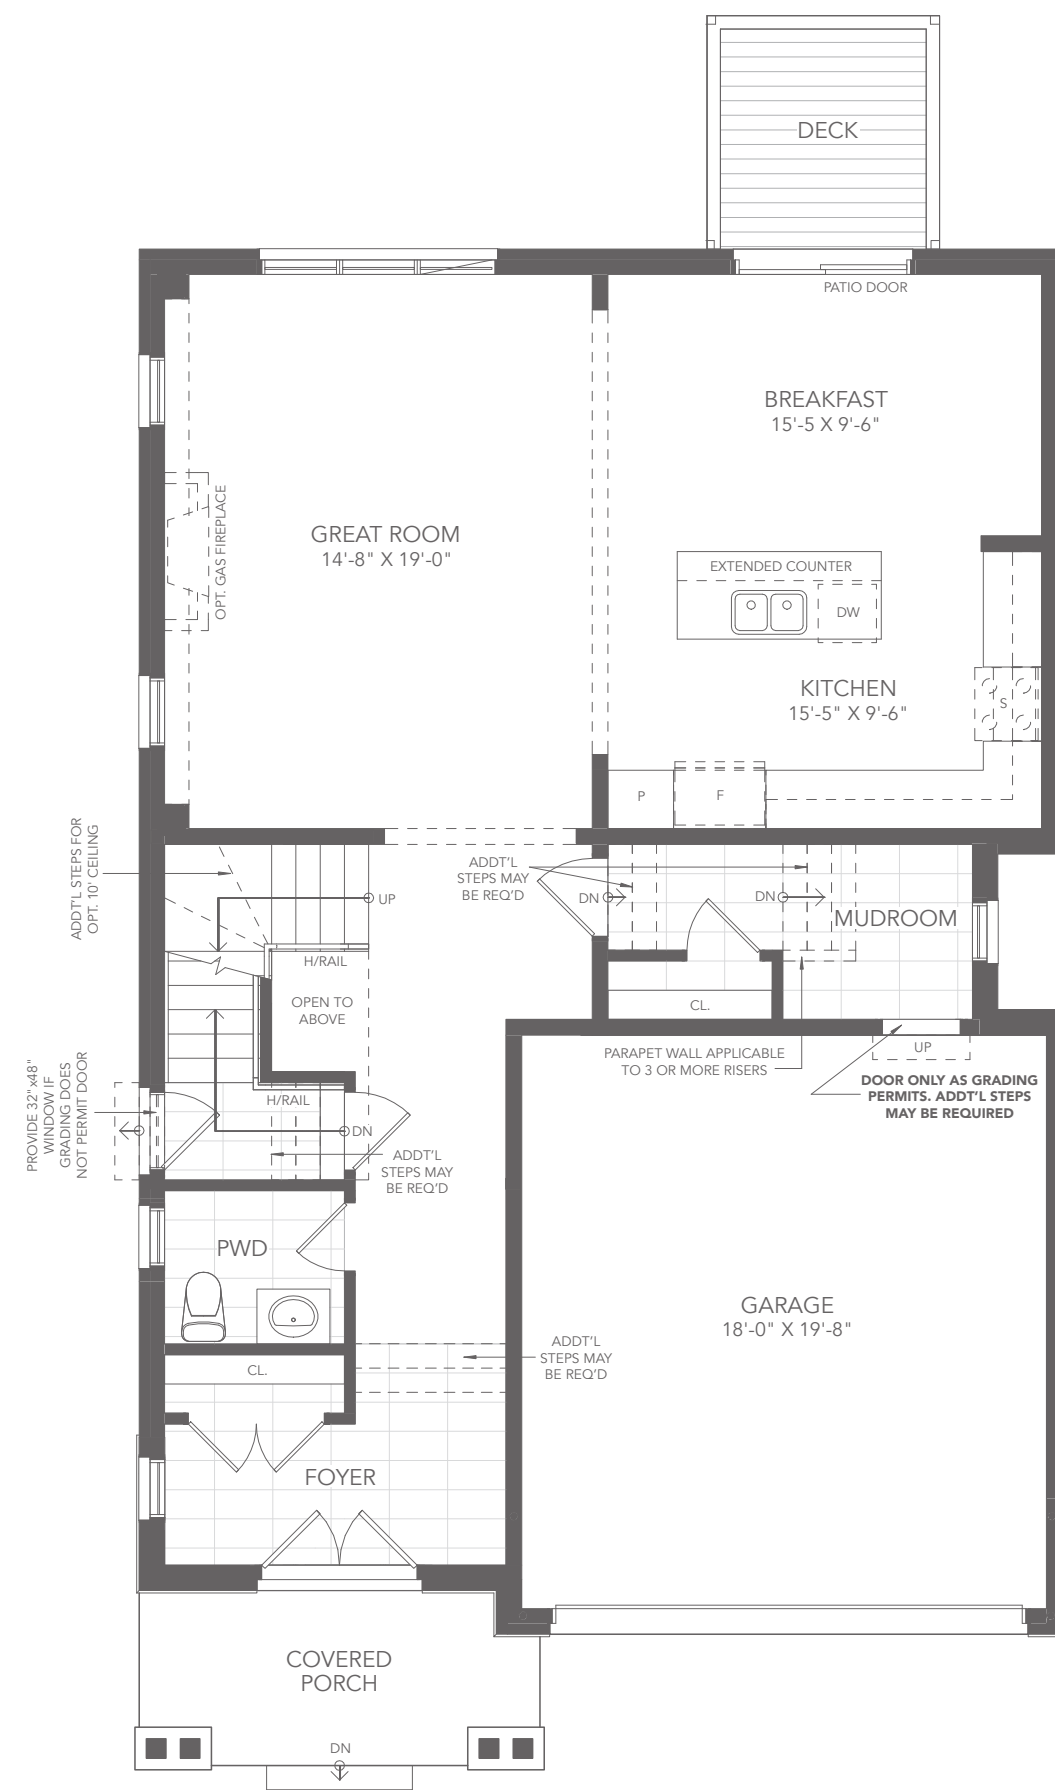 DECK
PATIO DOOR
BREAKFAST
15'-5 X 9'-6"
GREAT ROOM
14'-8" X 19'-0"
OPT. GAS FIREPLACE
EXTENDED COUNTER
DW
KITCHEN
15'-5" X 9'-6"
S
P
F
ADDT'L STEPS FOR
OPT. 10' CEILING
UP
ADDT'L
STEPS MAY
BE REQ'D
DN
DN
MUDROOM
H/RAIL
OPEN TO
ABOVE
CL.
PROVIDE 32"x48"
WINDOW IF
GRADING DOES
NOT PERMIT DOOR
PARAPET WALL APPLICABLE
TO 3 OR MORE RISERS
UP
DOOR ONLY AS GRADING
PERMITS. ADDT'L STEPS
MAY BE REQUIRED
H/RAIL
DN
ADDT'L
STEPS MAY
BE REQ'D
PWD
GARAGE
18'-0" X 19'-8"
ADDT'L
STEPS MAY
BE REQ'D
CL.
FOYER
COVERED
PORCH
DN